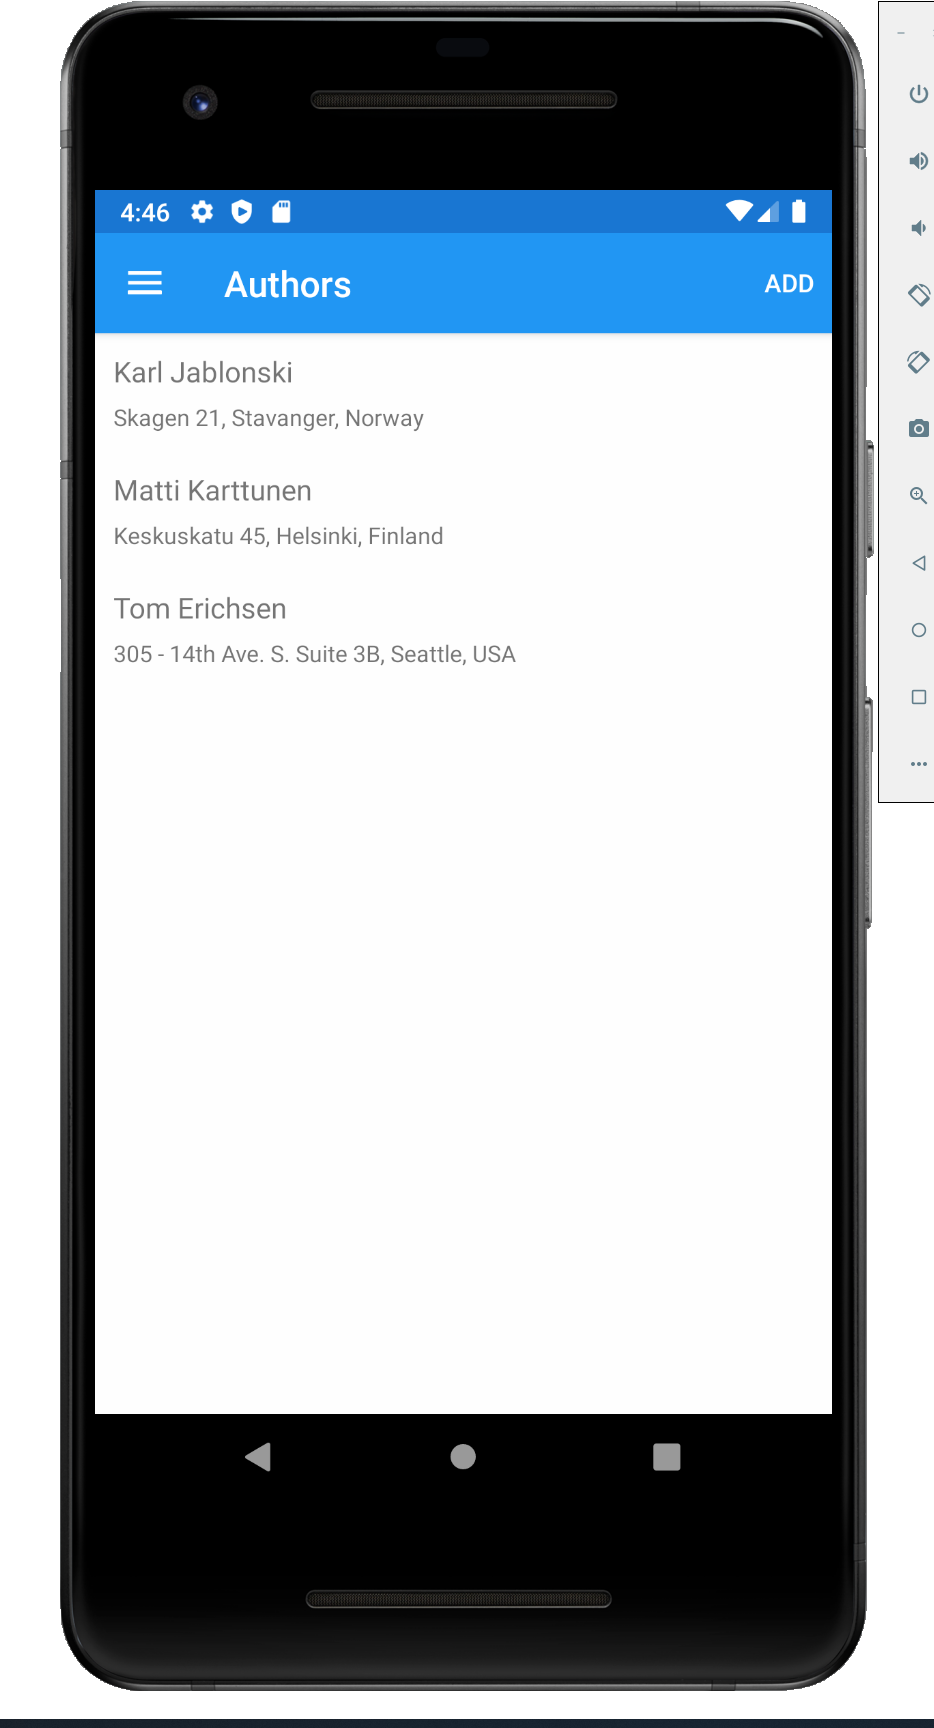 4:46
Authors
ADD
Karl Jablonski
Skagen 21, Stavanger, Norway
Matti Karttunen
Keskuskatu 45, Helsinki, Finland
Tom Erichsen
305 - 14th Ave. S. Suite 3B, Seattle, USA